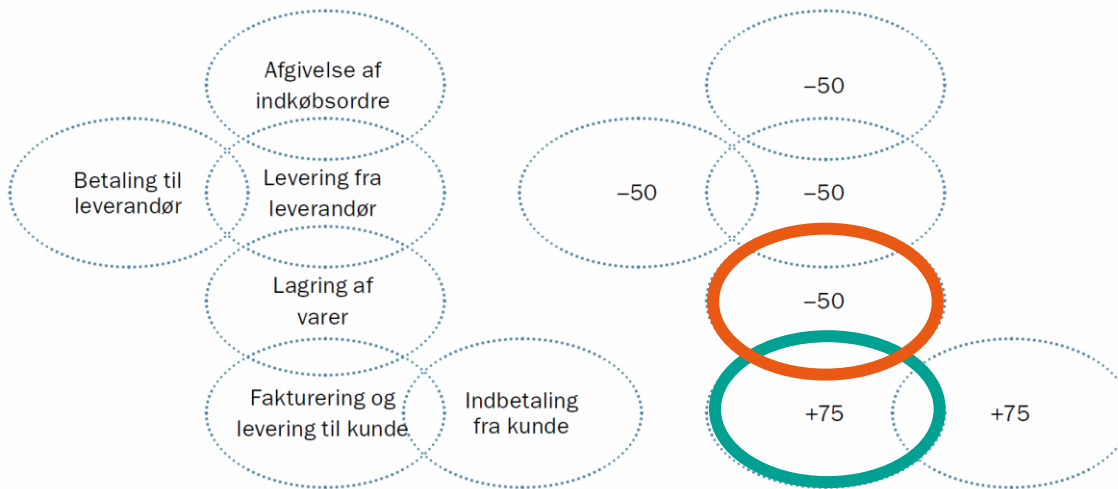 Afgivelse af
indkøbsordre
Betaling til
leverandør
Levering fra
leverandør
Lagring af
varer
Fakturering og
levering til kunde
Indbetaling
fra kunde
–50
–50
–50
–50
+75
+75